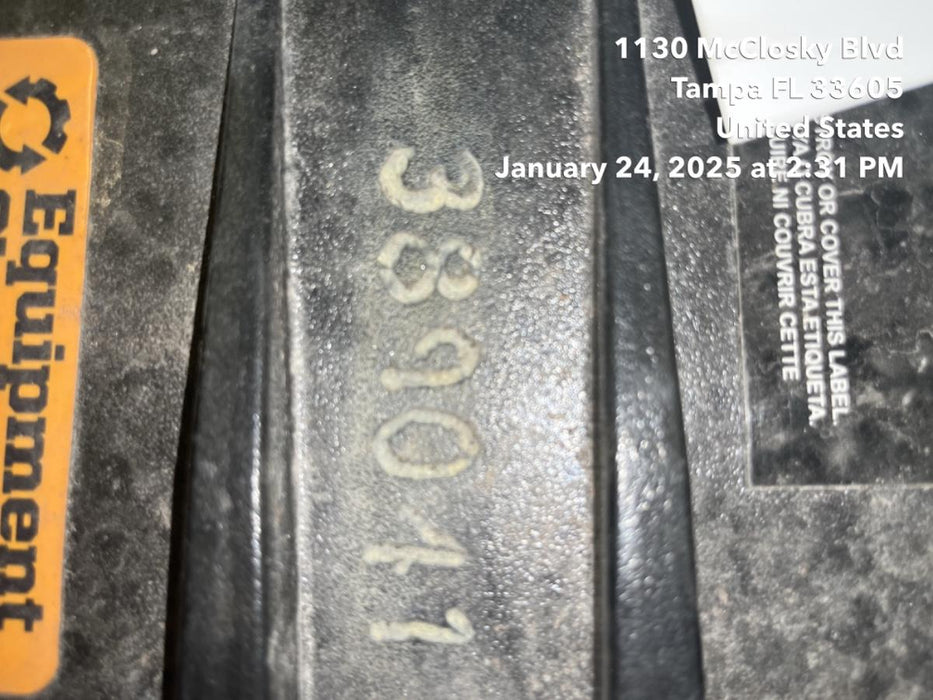 1130 McClosky Blvd
Tampa FL 33605
United States
January 24, 2025 at 2:31 PM
389011
Equipment
OR COVER THIS LABEL.
CUBRA ESTA ETIQUETA.
NI COUVRIR CETTE